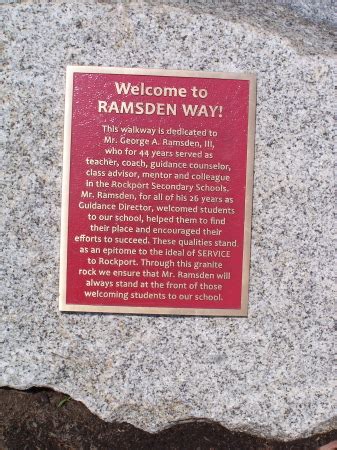 Welcome to
RAMSDEN WAY!
This walkway is dedicated to
Mr. George A. Ramsden, III,
who for 44 years served as
teacher, coach, guidance counselor,
class advisor, mentor and colleague
in the Rockport Secondary Schools.
Mr. Ramsden, for all of his 26 years as
Guidance Director, welcomed students
to our school, helped them to find
their place and encouraged their
efforts to succeed. These qualities stand
as an epitome to the ideal of SERVICE
to Rockport. Through this granite
rock we ensure that Mr. Ramsden will
always stand at the front of those
welcoming students to our school.